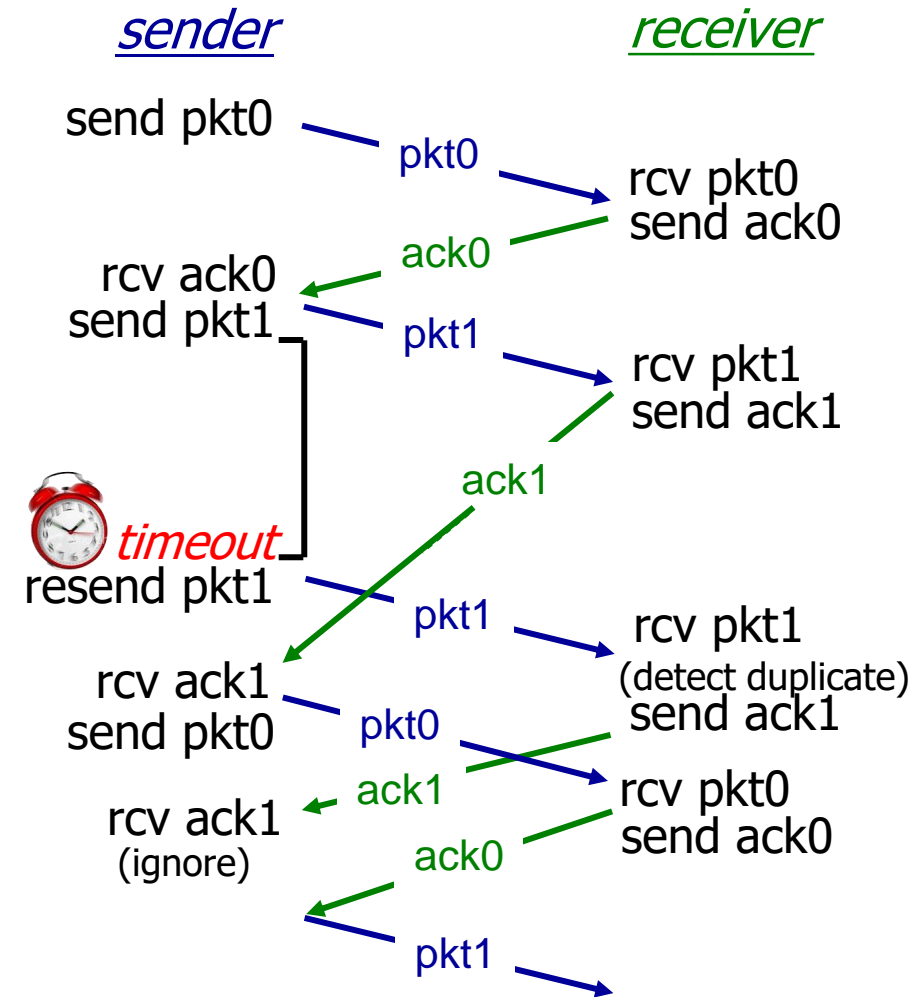 sender
receiver
send pkt0
pkt0
rcv pkt0
send ack0
ack0
rcv ack0
send pkt1
pkt1
rcv pkt1
send ack1
ack1
timeout
resend pkt1
pkt1
rcv pkt1
(detect duplicate)
send ack1
rcv ack1
send pkt0
pkt0
ack1
rcv pkt0
send ack0
rcv ack1
(ignore)
ack0
pkt1